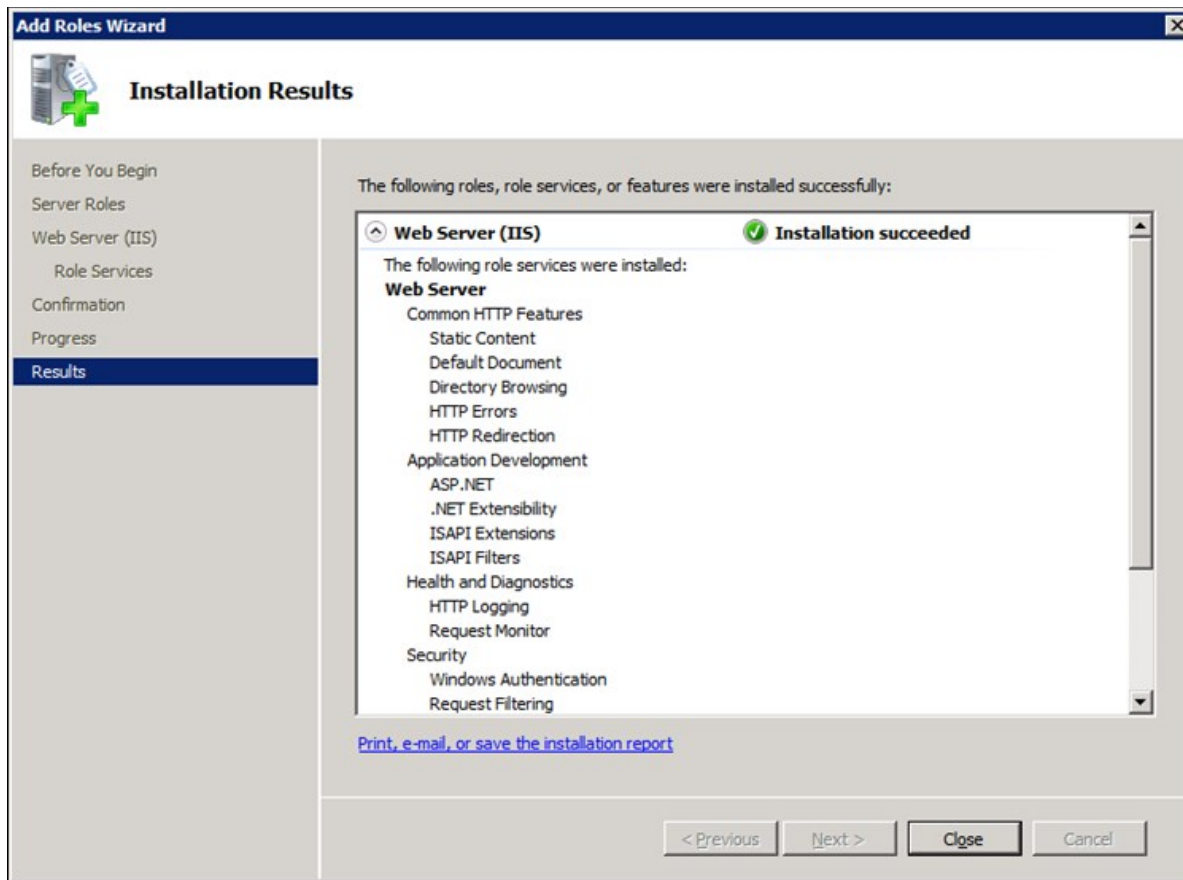 Add Roles Wizard
Installation Results
Before You Begin
Server Roles
Web Server (IIS)
Role Services
Confirmation
Progress
Results
The following roles, role services, or features were installed successfully:
Web Server (IIS) Installation succeeded
The following role services were installed:
Web Server
Common HTTP Features
Static Content
Default Document
Directory Browsing
HTTP Errors
HTTP Redirection
Application Development
ASP.NET
.NET Extensibility
ISAPI Extensions
ISAPI Filters
Health and Diagnostics
HTTP Logging
Request Monitor
Security
Windows Authentication
Request Filtering
Print, e-mail, or save the installation report
< Previous Next > Close Cancel